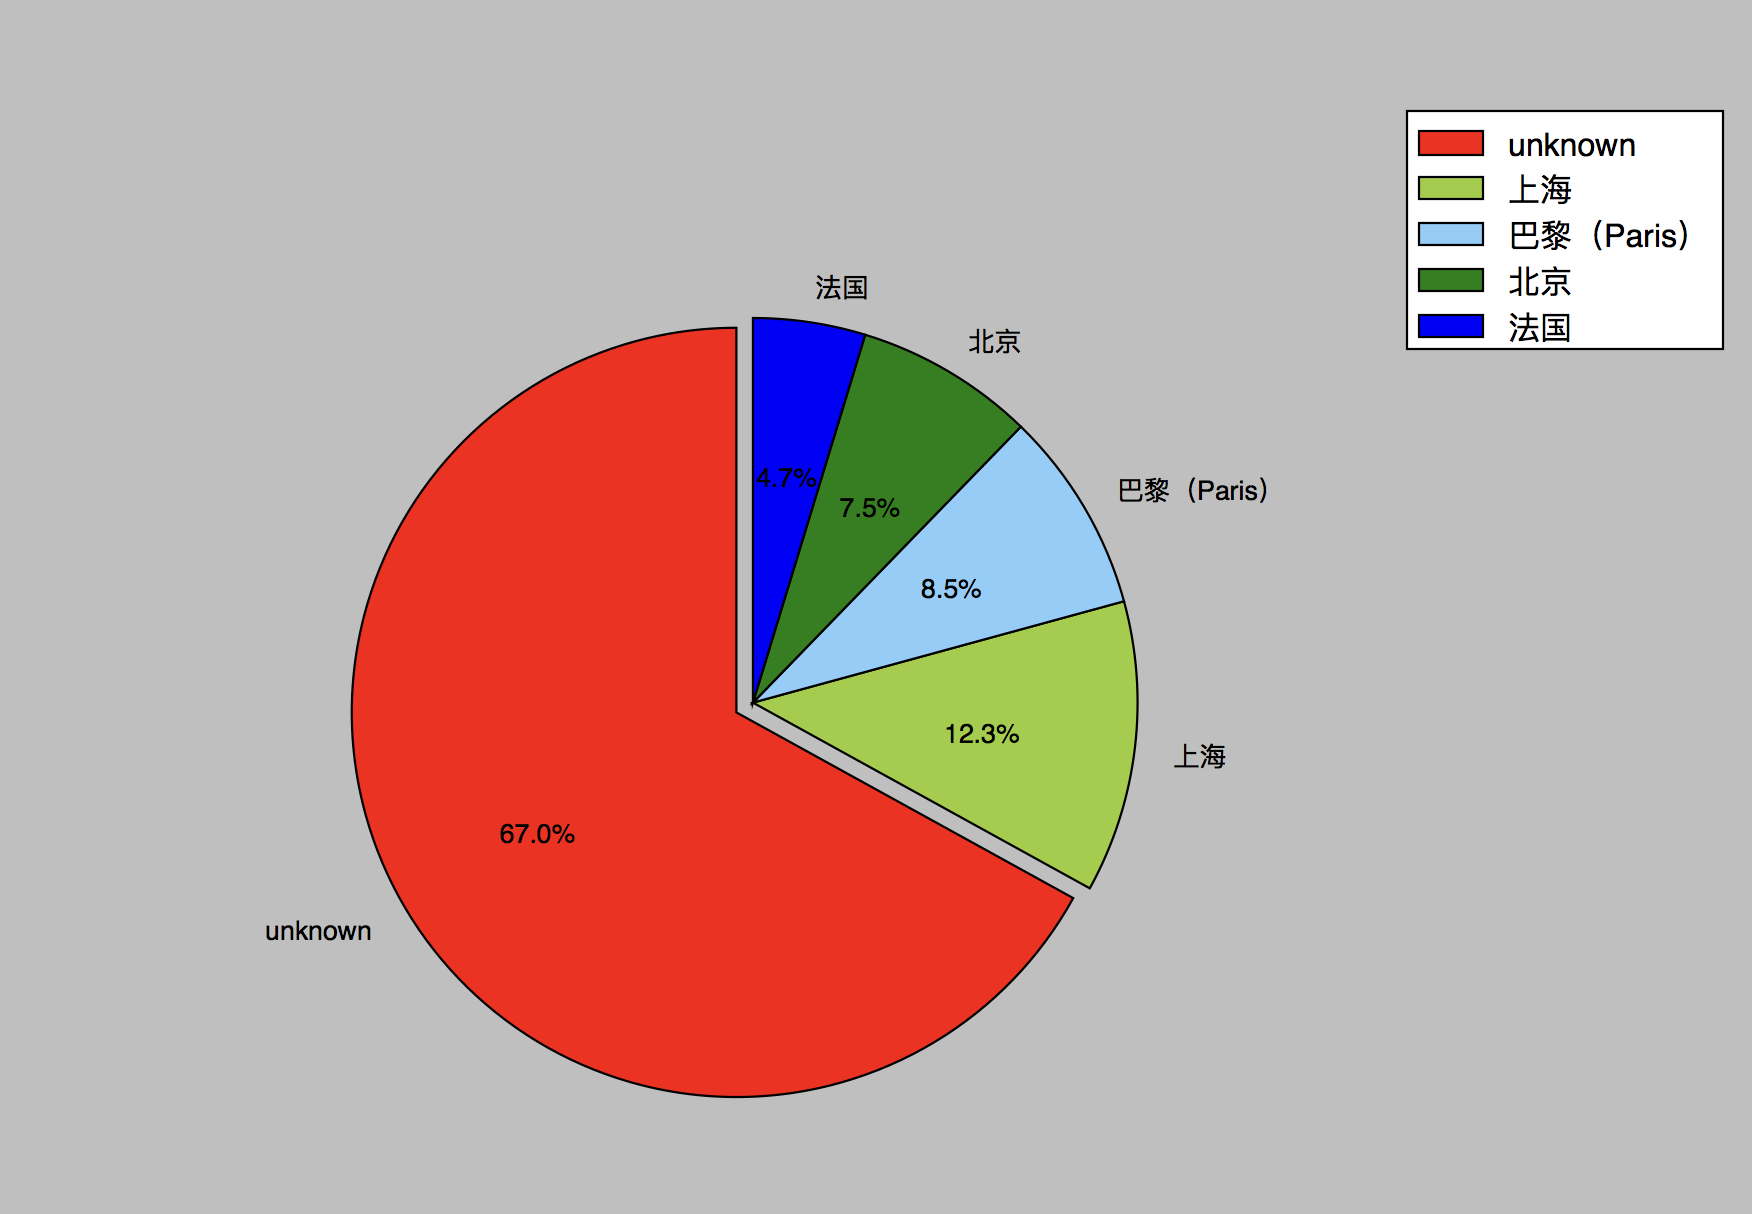 unknown
上海
巴黎（Paris）
北京
法国
法国
北京
巴黎（Paris）
上海
unknown
4.7%
7.5%
8.5%
12.3%
67.0%